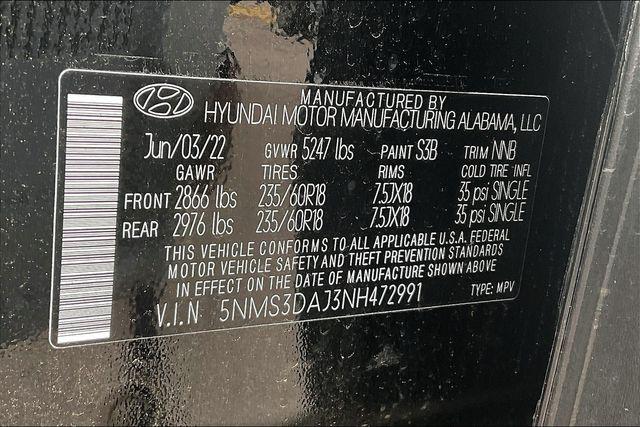 MANUFACTURED BY
HYUNDAI MOTOR MANUFACTURING ALABAMA, LLC
Jun/03/22 GVWR 5247 lbs PAINT S3B TRIM NNB
GAWR TIRES RIMS COLD TIRE INFL
FRONT 2866 lbs 235/60R18 7.5JX18 35 psi SINGLE
REAR 2976 lbs 235/60R18 7.5JX18 35 psi SINGLE
THIS VEHICLE CONFORMS TO ALL APPLICABLE U.S.A. FEDERAL
MOTOR VEHICLE SAFETY AND THEFT PREVENTION STANDARDS
IN EFFECT ON THE DATE OF MANUFACTURE SHOWN ABOVE
V.I.N 5NMS3DAJ3NH472991 TYPE: MPV